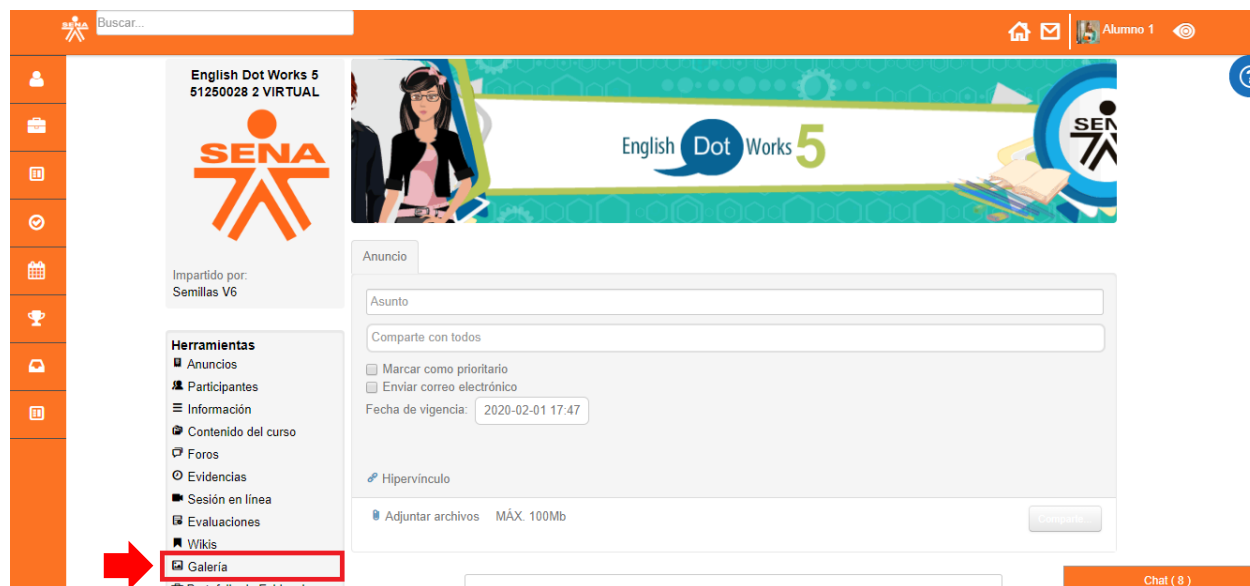 SENA
Buscar...
Alumno 1
English Dot Works 5
51250028 2 VIRTUAL
SENA
Impartido por:
Semillas V6
Herramientas
Anuncios
Participantes
Información
Contenido del curso
Foros
Evidencias
Sesión en línea
Evaluaciones
Wikis
Galería
English Dot Works 5
SEN
Anuncio
Asunto
Comparte con todos
Marcar como prioritario
Enviar correo electrónico
Fecha de vigencia: 2020-02-01 17:47
Hipervínculo
Adjuntar archivos MÁX. 100Mb
Chat ( 8 )